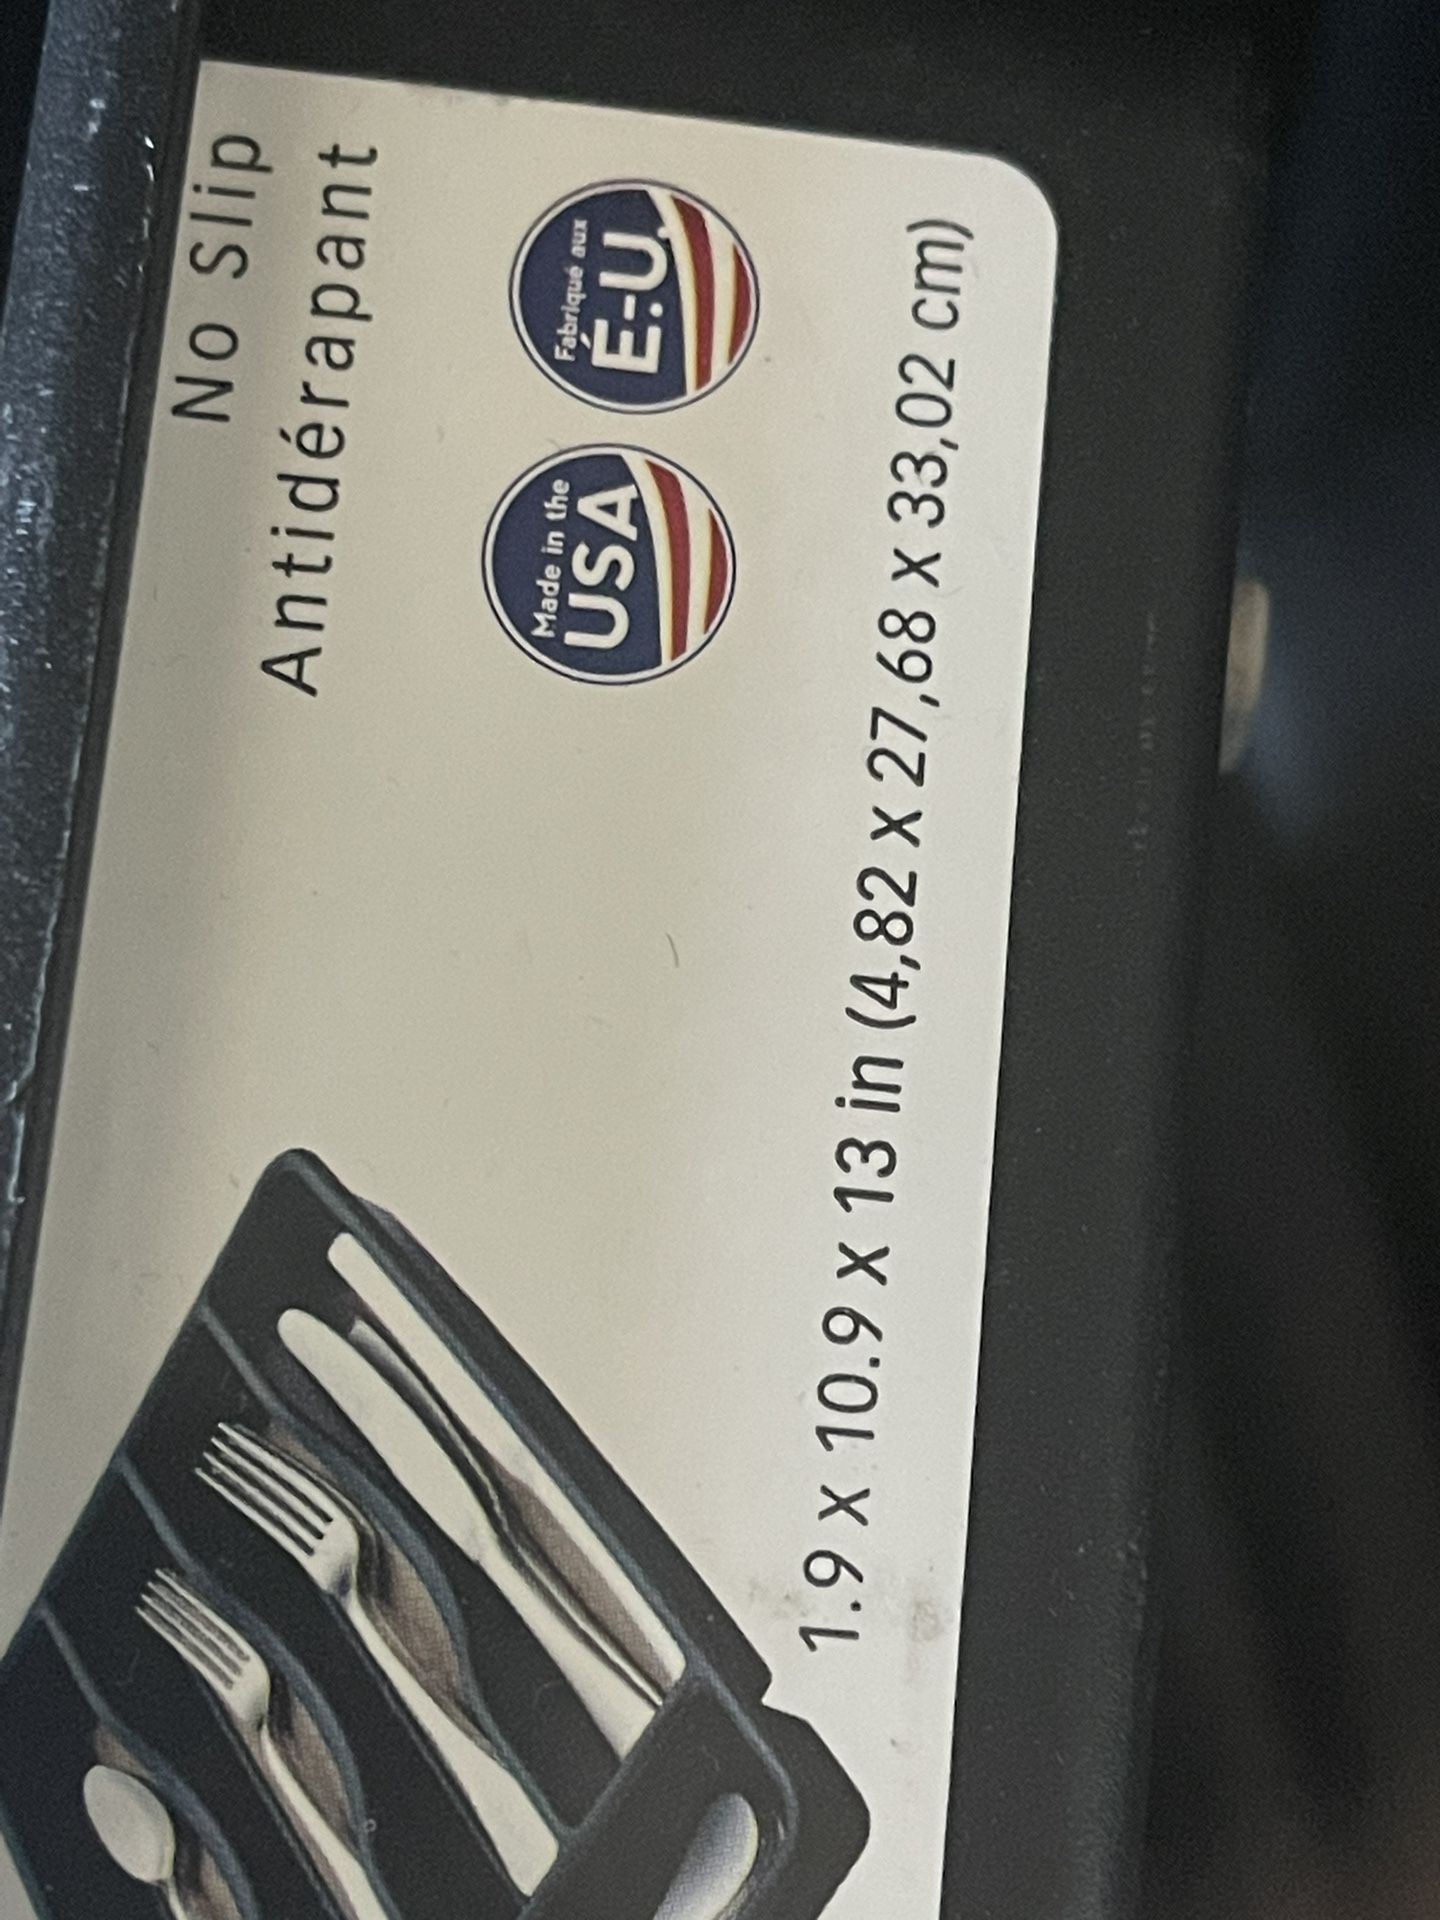 No Slip
Antidérapant
Made in the
USA
Fabriqué aux
É.-U.
1.9 x 10.9 x 13 in (4,82 x 27,68 x 33,02 cm)